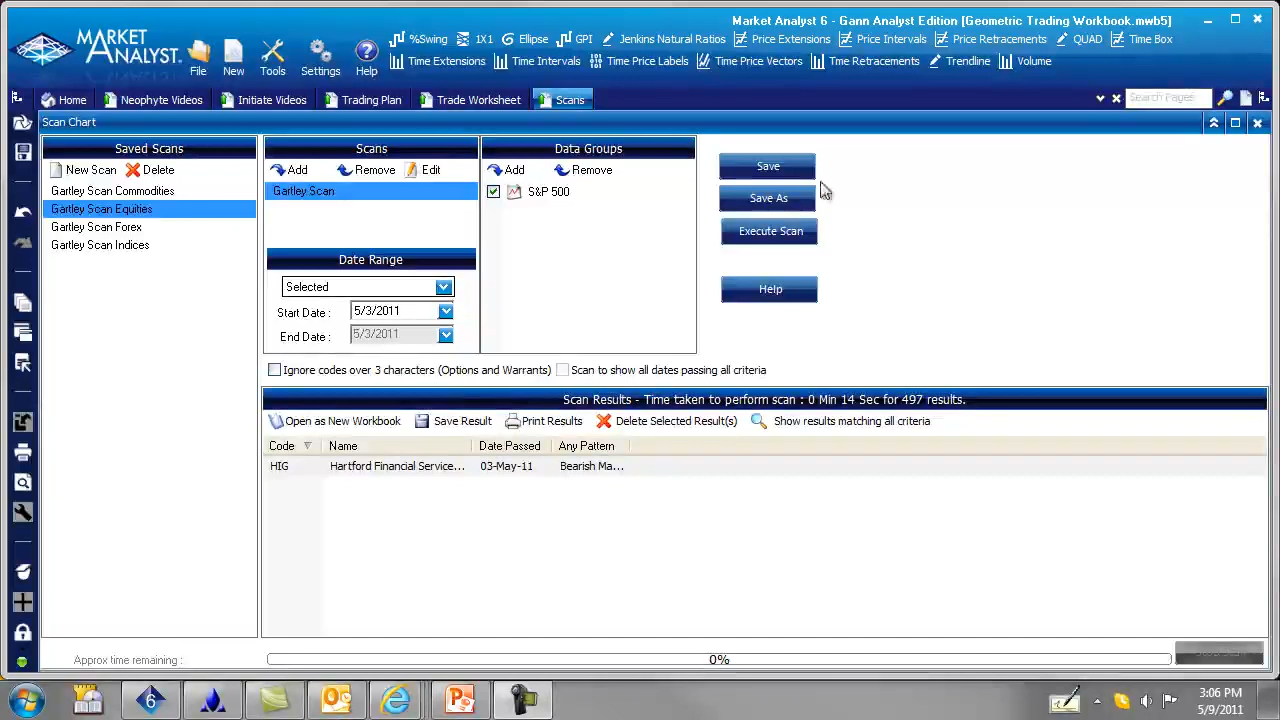 Market Analyst 6 - Gann Analyst Edition [Geometric Trading Workbook.mwb5]
MARKET
ANALYST
File
New
Tools
Settings
Help
%Swing
1X1
Ellipse
GPI
Jenkins Natural Ratios
Price Extensions
Price Intervals
Price Retracements
QUAD
Time Box
Time Extensions
Time Intervals
Time Price Labels
Time Price Vectors
Tme Retracements
Trendline
Volume
Home
Neophyte Videos
Initiate Videos
Trading Plan
Trade Worksheet
Scans
Search Pages
Scan Chart
Saved Scans
New Scan
Delete
Gartley Scan Commodities
Gartley Scan Equities
Gartley Scan Forex
Gartley Scan Indices
Scans
Add
Remove
Edit
Gartley Scan
Date Range
Selected
Start Date :
5/3/2011
End Date :
5/3/2011
Data Groups
Add
Remove
S&P 500
Save
Save As
Execute Scan
Help
Ignore codes over 3 characters (Options and Warrants)
Scan to show all dates passing all criteria
Scan Results - Time taken to perform scan : 0 Min 14 Sec for 497 results.
Open as New Workbook
Save Result
Print Results
Delete Selected Result(s)
Show results matching all criteria
Code
Name
Date Passed
Any Pattern
HIG
Hartford Financial Service...
03-May-11
Bearish Ma...
Approx time remaining :
0%
6
3:06 PM
5/9/2011